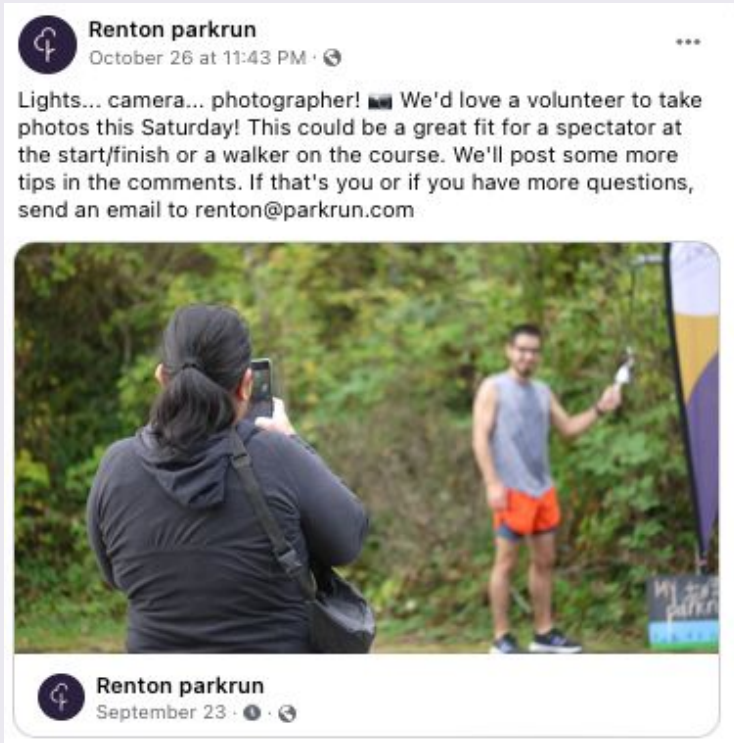 Renton parkrun
October 26 at 11:43 PM ·
Lights... camera... photographer! 📷 We'd love a volunteer to take
photos this Saturday! This could be a great fit for a spectator at
the start/finish or a walker on the course. We'll post some more
tips in the comments. If that's you or if you have more questions,
send an email to renton@parkrun.com
parkrun
Renton parkrun
September 23 · ·